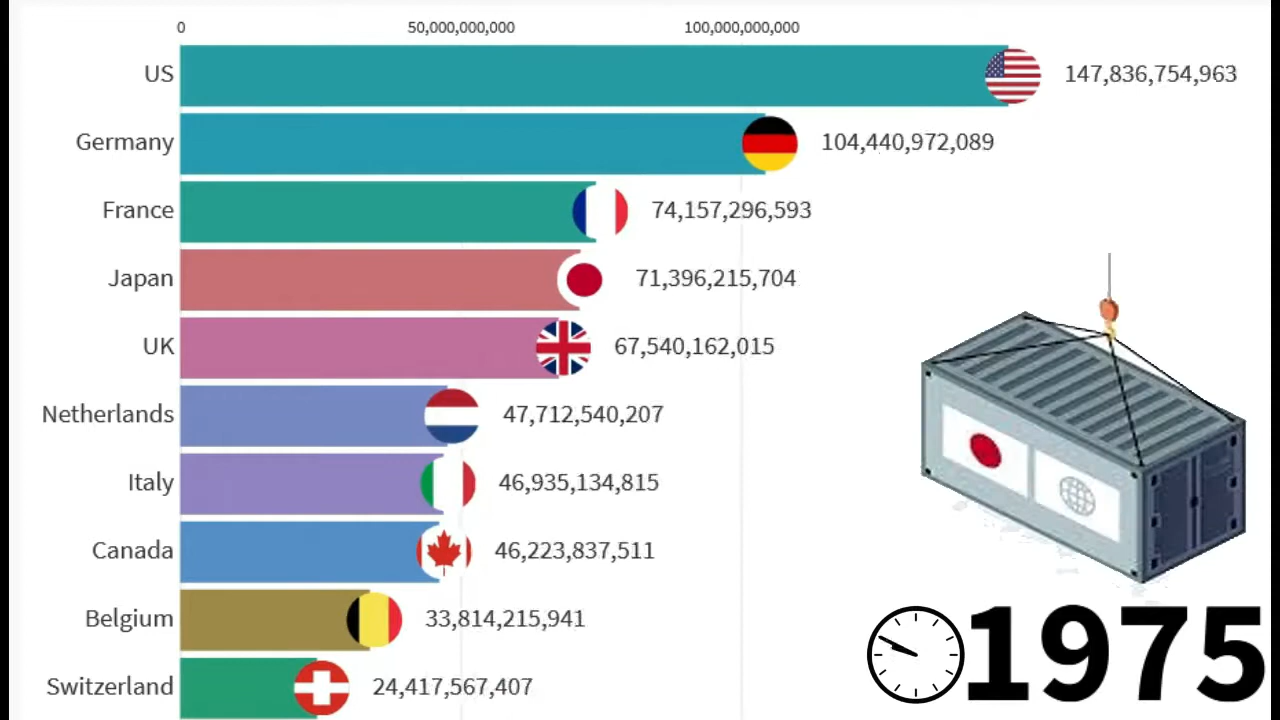 0 50,000,000,000 100,000,000,000
US 147,836,754,963
Germany 104,440,972,089
France 74,157,296,593
Japan 71,396,215,704
UK 67,540,162,015
Netherlands 47,712,540,207
Italy 46,935,134,815
Canada 46,223,837,511
Belgium 33,814,215,941
Switzerland 24,417,567,407
1975